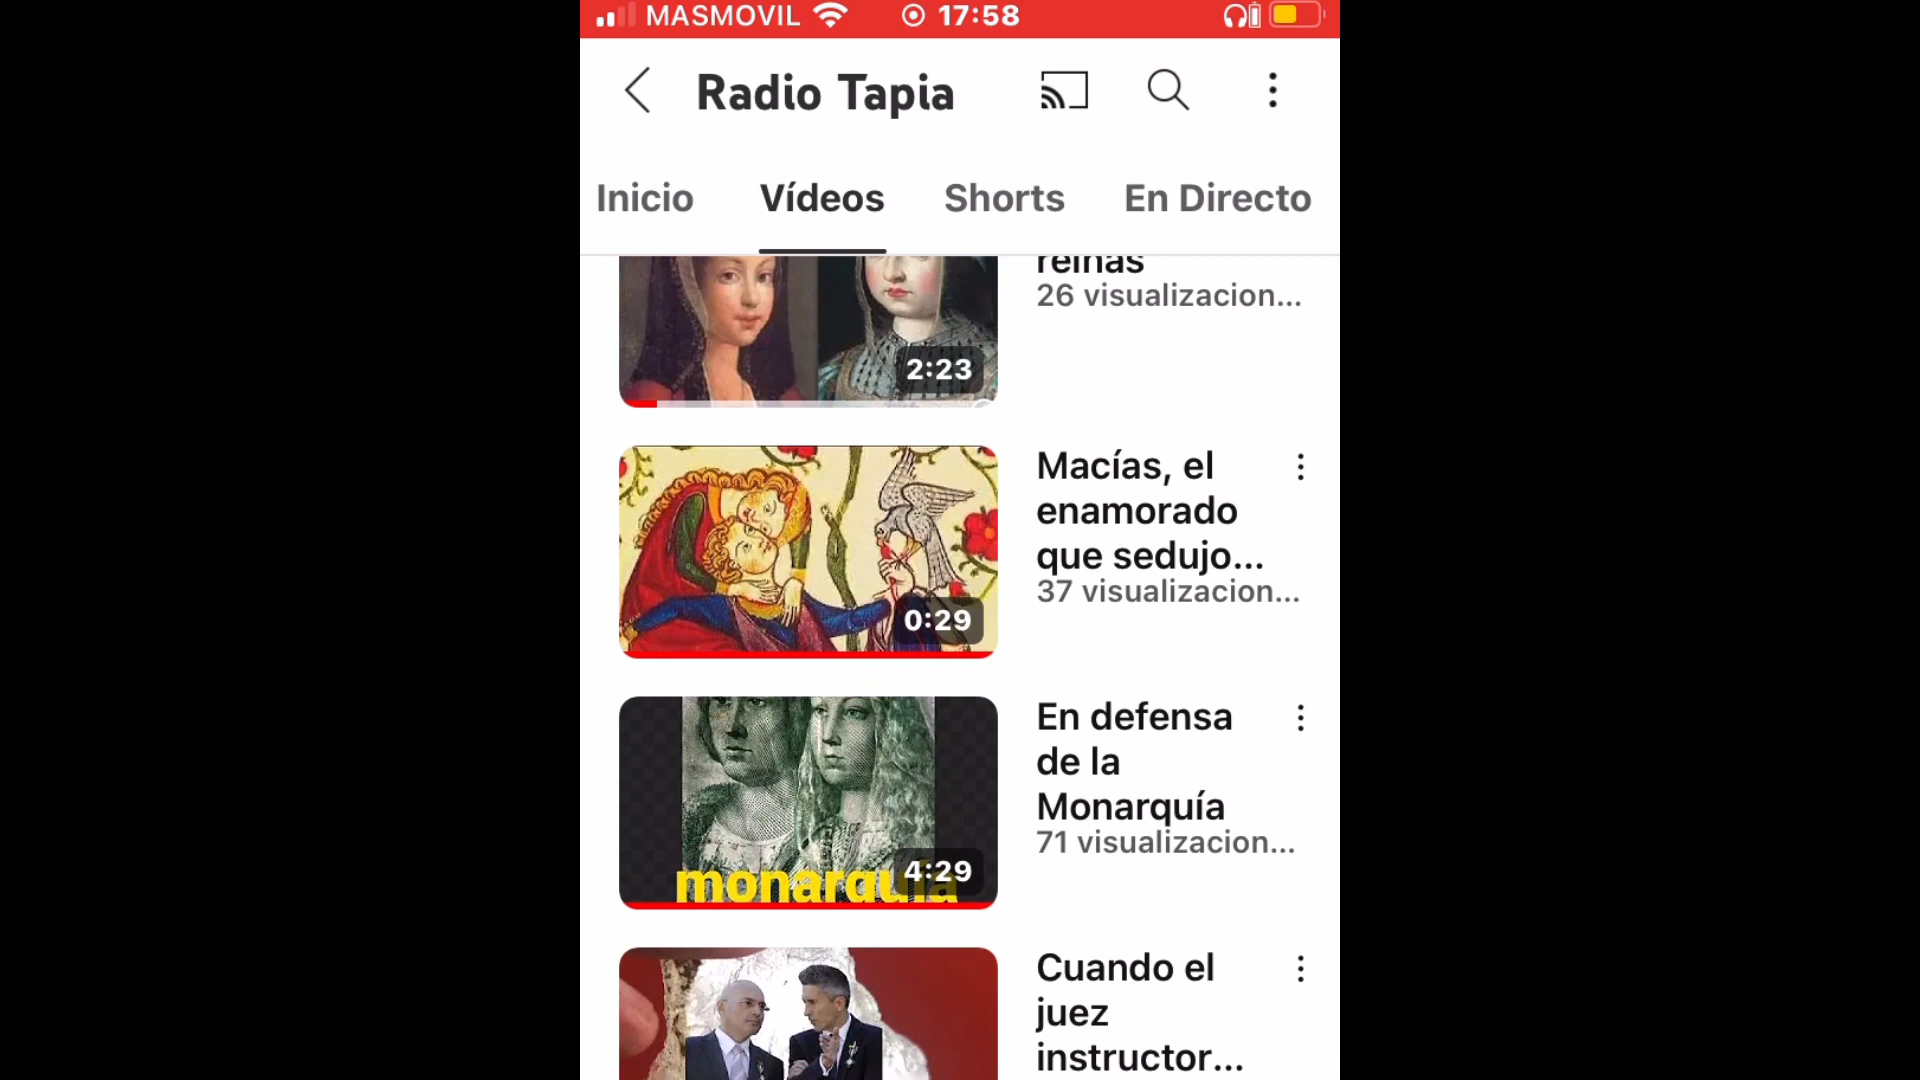 MASMOVIL 17:58
Radio Tapia
Inicio Vídeos Shorts En Directo
reinas
26 visualizacion...
2:23
Macías, el
enamorado
que sedujo...
37 visualizacion...
0:29
En defensa
de la
Monarquía
71 visualizacion...
4:29
monarquía
Cuando el
juez
instructor...